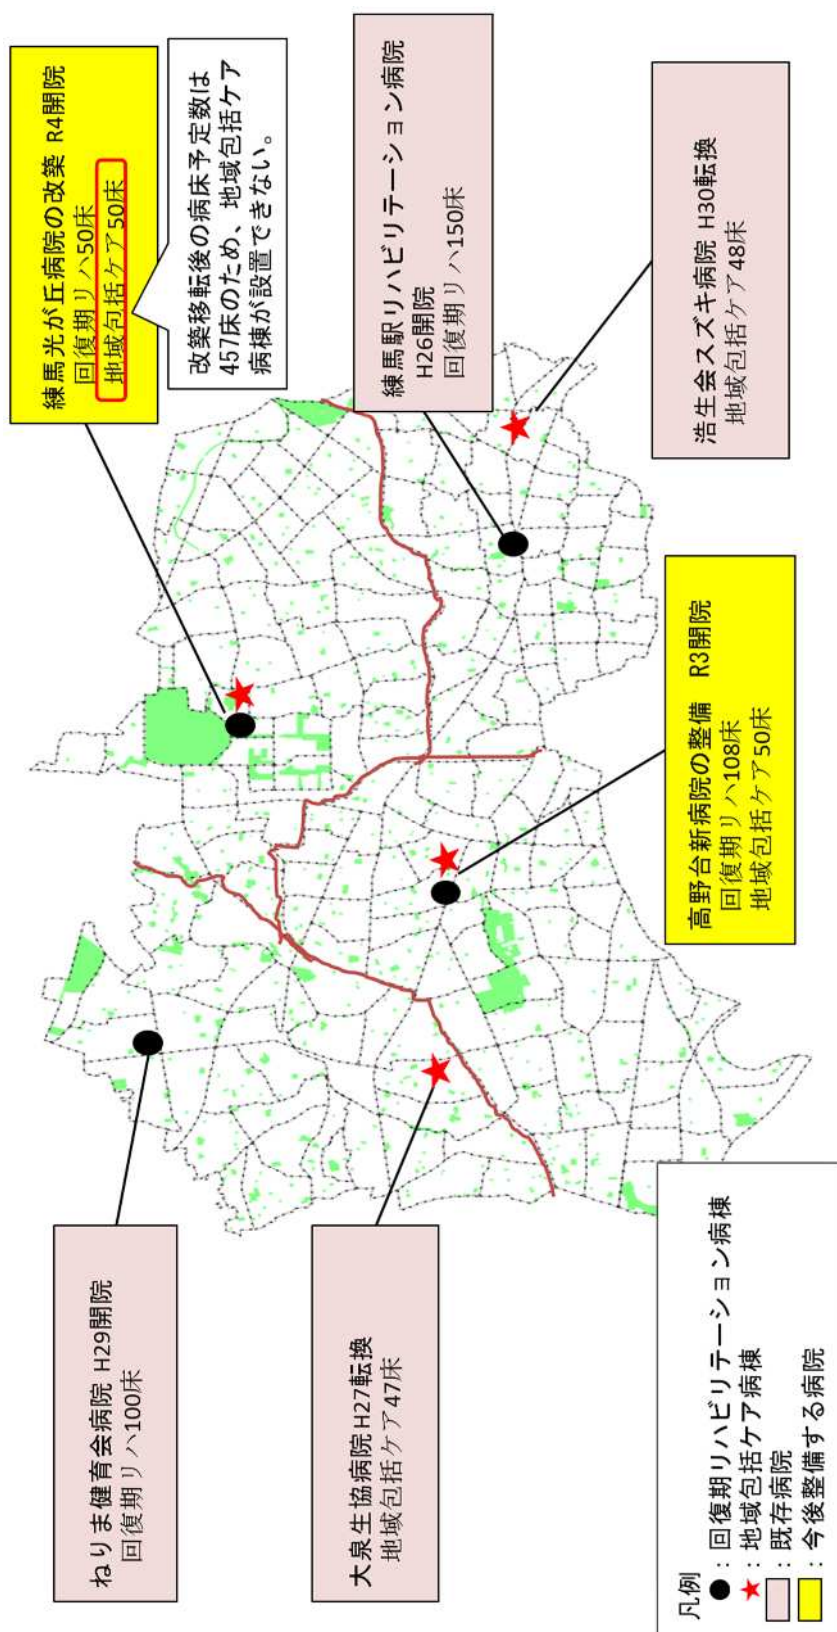 練馬光が丘病院の改築 R4開院
回復期リハ50床
地域包括ケア50床
改築移転後の病床予定数は
457床のため、地域包括ケア
病棟が設置できない。
ねりま健育会病院 H29開院
回復期リハ100床
練馬駅リハビリテーション病院
H26開院
回復期リハ150床
大泉生協病院H27転換
地域包括ケア47床
浩生会スズキ病院 H30転換
地域包括ケア48床
高野台新病院の整備 R3開院
回復期リハ108床
地域包括ケア50床
凡例
：回復期リハビリテーション病棟
：地域包括ケア病棟
：既存病院
：今後整備する病院